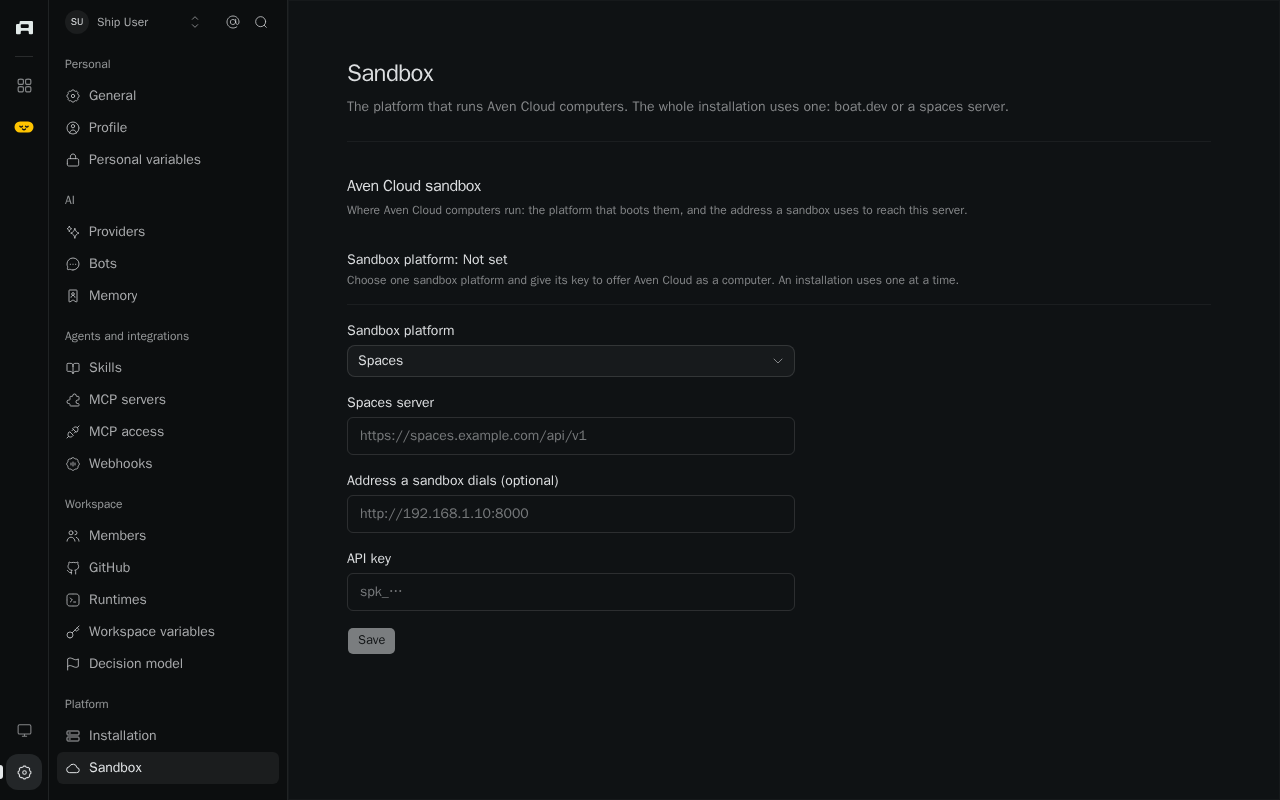 SU Ship User
Personal
General
Profile
Personal variables
AI
Providers
Bots
Memory
Agents and integrations
Skills
MCP servers
MCP access
Webhooks
Workspace
Members
GitHub
Runtimes
Workspace variables
Decision model
Platform
Installation
Sandbox
Sandbox
The platform that runs Aven Cloud computers. The whole installation uses one: boat.dev or a spaces server.
Aven Cloud sandbox
Where Aven Cloud computers run: the platform that boots them, and the address a sandbox uses to reach this server.
Sandbox platform: Not set
Choose one sandbox platform and give its key to offer Aven Cloud as a computer. An installation uses one at a time.
Sandbox platform
Spaces
Spaces server
https://spaces.example.com/api/v1
Address a sandbox dials (optional)
http://192.168.1.10:8000
API key
spk_…
Save